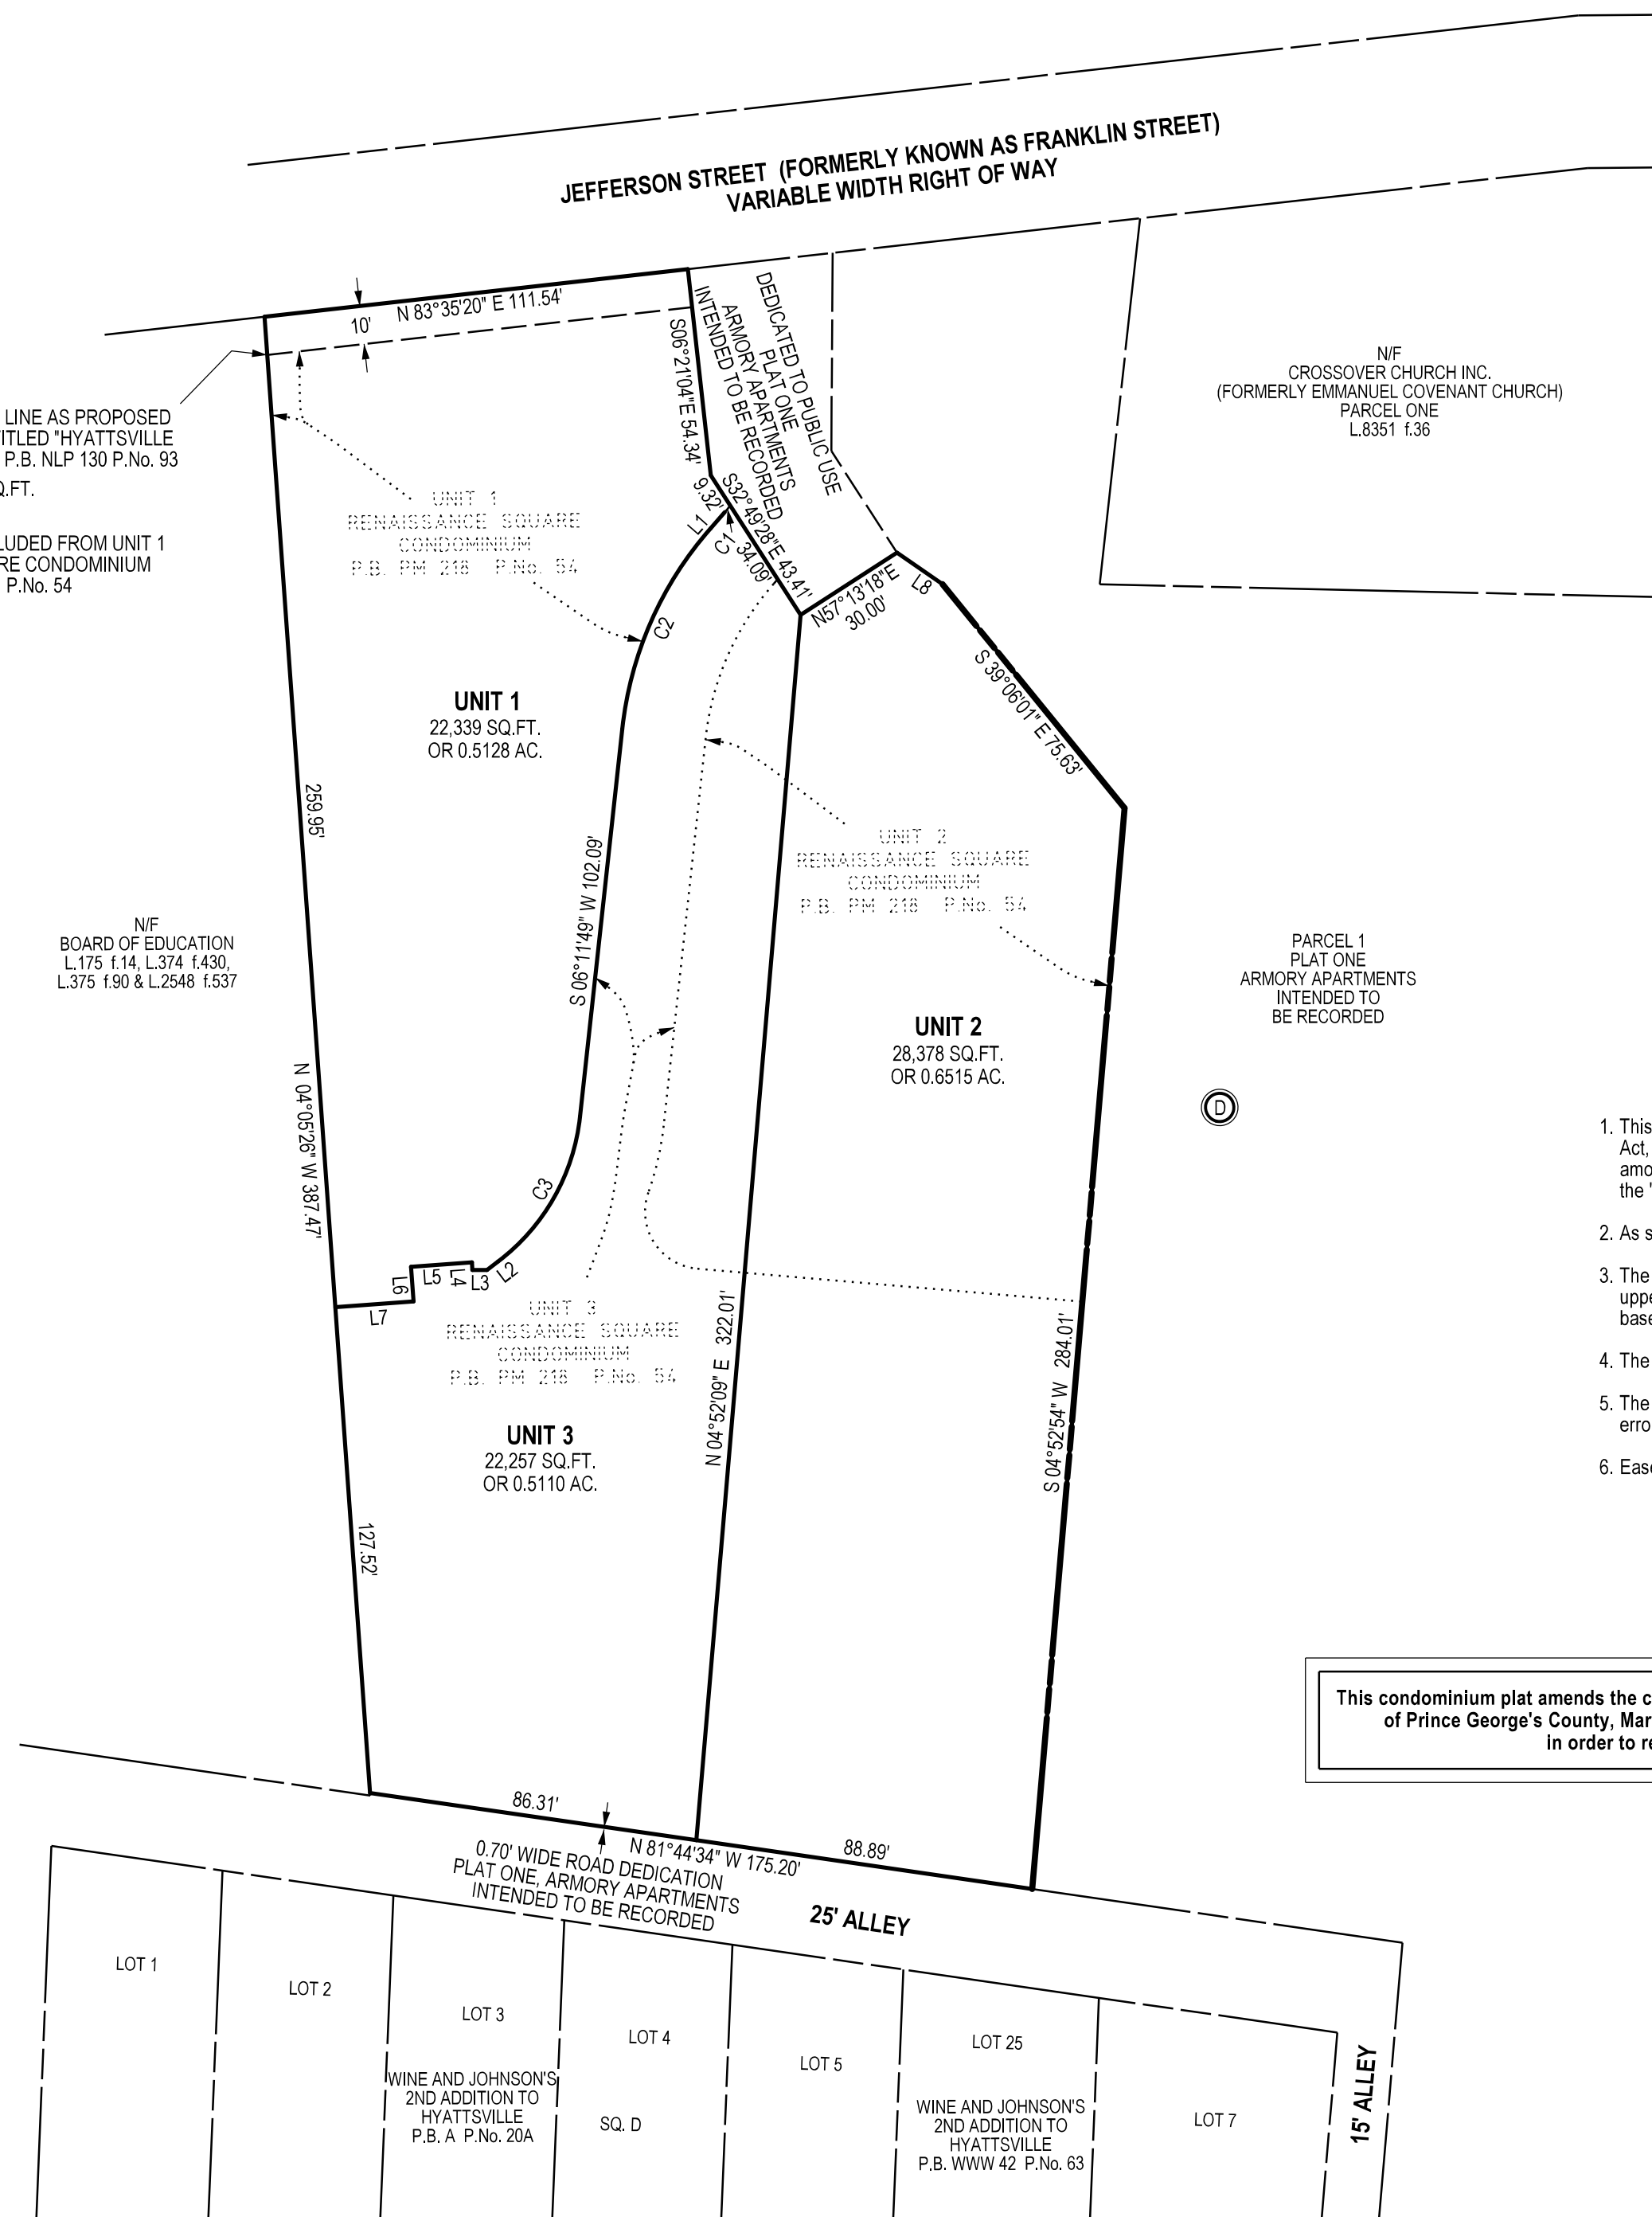 JEFFERSON STREET (FORMERLY KNOWN AS FRANKLIN STREET)
VARIABLE WIDTH RIGHT OF WAY
N 83°35'20" E 111.54'
10'
S06°21'04"E 54.34'
DEDICATED TO PUBLIC USE
PLAT ONE
ARMORY APARTMENTS
INTENDED TO BE RECORDED
N/F
CROSSOVER CHURCH INC.
(FORMERLY EMMANUEL COVENANT CHURCH)
PARCEL ONE
L.8351 f.36
LINE AS PROPOSED
"HYATTSVILLE
P.B. NLP 130 P.No. 93
FROM UNIT 1
CONDOMINIUM
P.No. 54
UNIT 1
RENAISSANCE SQUARE
CONDOMINIUM
P.B. PM 218 P.No. 54
9.32'
S32°49'28"E 43.41'
L1
C1
34.09'
N57°13'18"E
30.00'
L8
C2
S 39°06'01" E 75.63'
UNIT 1
22,339 SQ.FT.
OR 0.5128 AC.
259.95'
S 06°11'49" W 102.09'
UNIT 2
RENAISSANCE SQUARE
CONDOMINIUM
P.B. PM 218 P.No. 54
N/F
BOARD OF EDUCATION
L.175 f.14, L.374 f.430,
L.375 f.90 & L.2548 f.537
PARCEL 1
PLAT ONE
ARMORY APARTMENTS
INTENDED TO
BE RECORDED
UNIT 2
28,378 SQ.FT.
OR 0.6515 AC.
D
N 04°05'26" W 387.47'
1. This
Act,
the
2. As
3. The
4. The
5. The
6.
C3
L2
L3
L4
L5
L6
L7
UNIT 3
RENAISSANCE SQUARE
CONDOMINIUM
P.B. PM 218 P.No. 54
N 04°52'09" E 322.01'
S 04°52'54" W 284.01'
UNIT 3
22,257 SQ.FT.
OR 0.5110 AC.
127.52'
This condominium plat amends the
of Prince George's County,
in order to
86.31'
N 81°44'34" W 175.20'
88.89'
0.70' WIDE ROAD DEDICATION
PLAT ONE, ARMORY APARTMENTS
INTENDED TO BE RECORDED
25' ALLEY
LOT 1
LOT 2
LOT 3
LOT 4
LOT 5
LOT 25
LOT 7
WINE AND JOHNSON'S
2ND ADDITION TO
HYATTSVILLE
P.B. A P.No. 20A
SQ. D
WINE AND JOHNSON'S
2ND ADDITION TO
HYATTSVILLE
P.B. WWW 42 P.No. 63
15' ALLEY